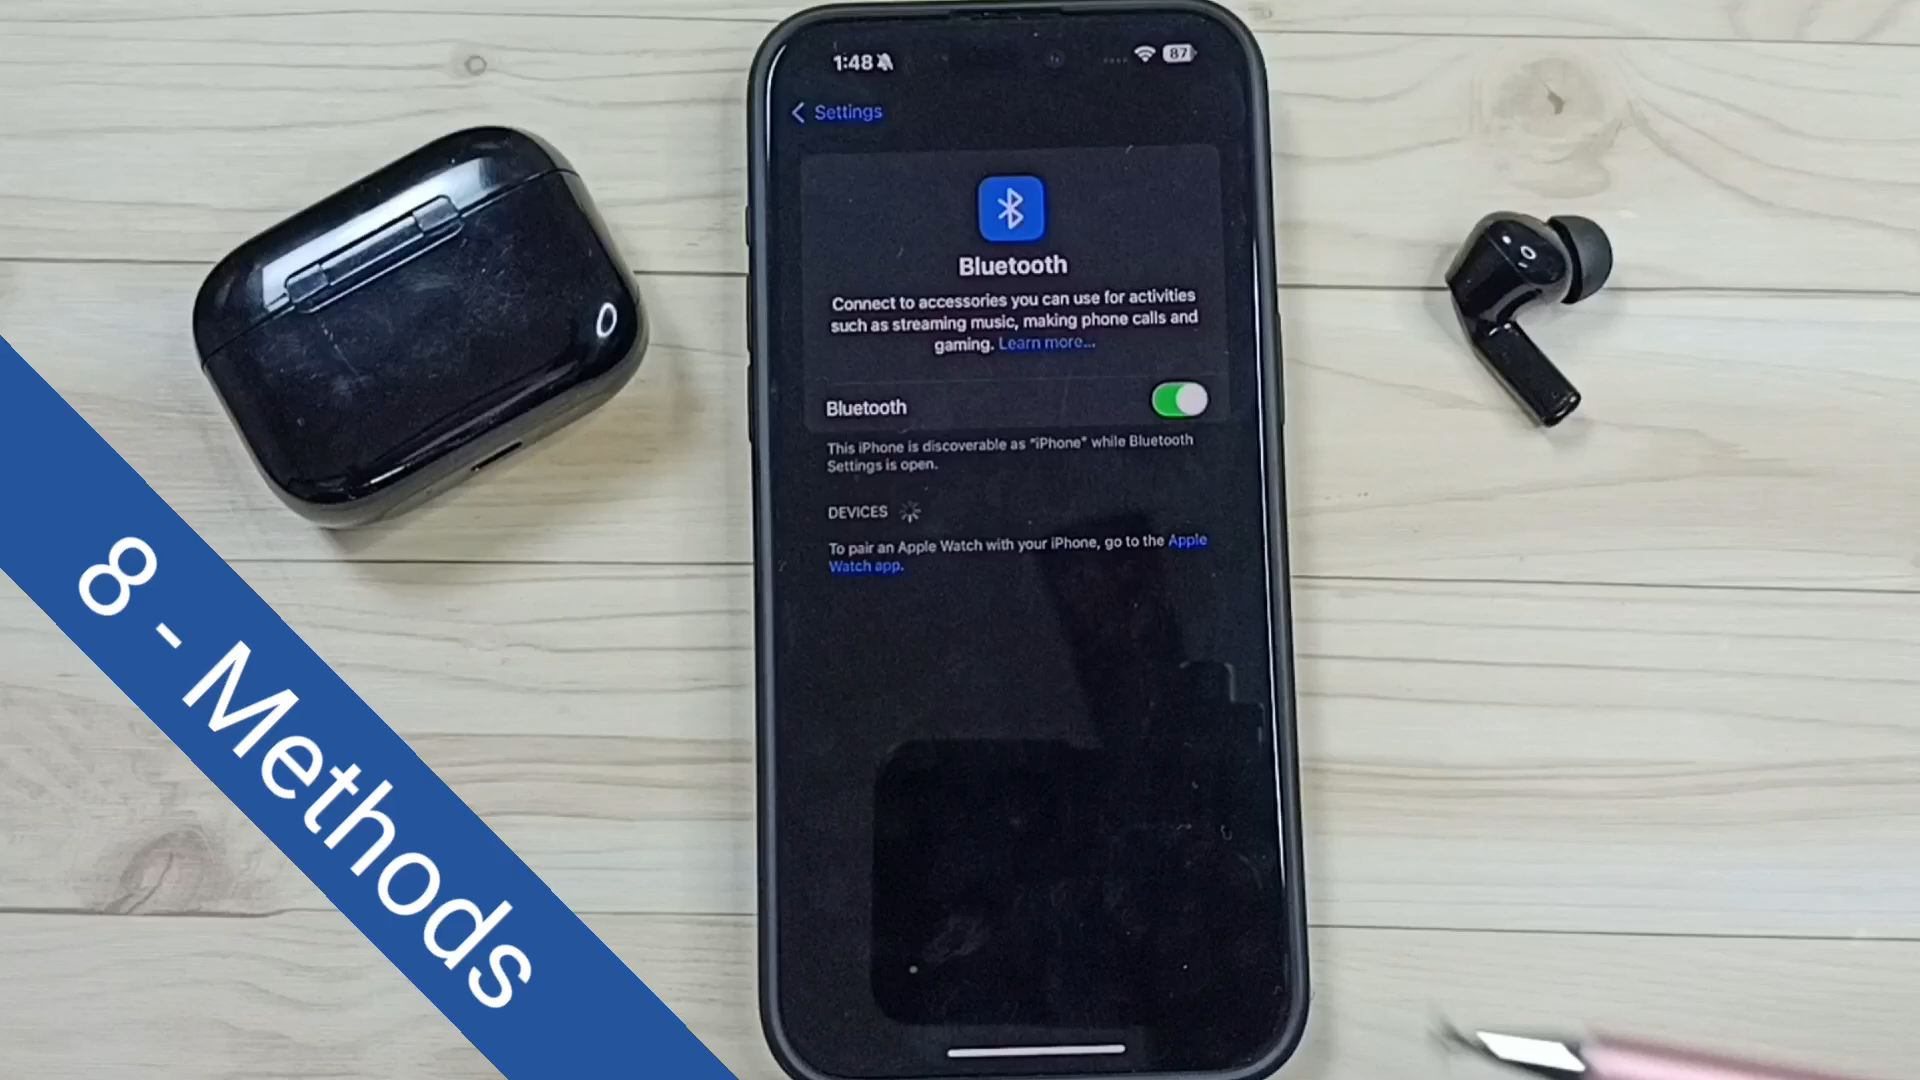 1:48
87
Settings
Bluetooth
Connect to accessories you can use for activities
such as streaming music, making phone calls and
gaming. Learn more...
Bluetooth
This iPhone is discoverable as "iPhone" while Bluetooth
Settings is open.
DEVICES
To pair an Apple Watch with your iPhone, go to the Apple
Watch app.
8 - Methods